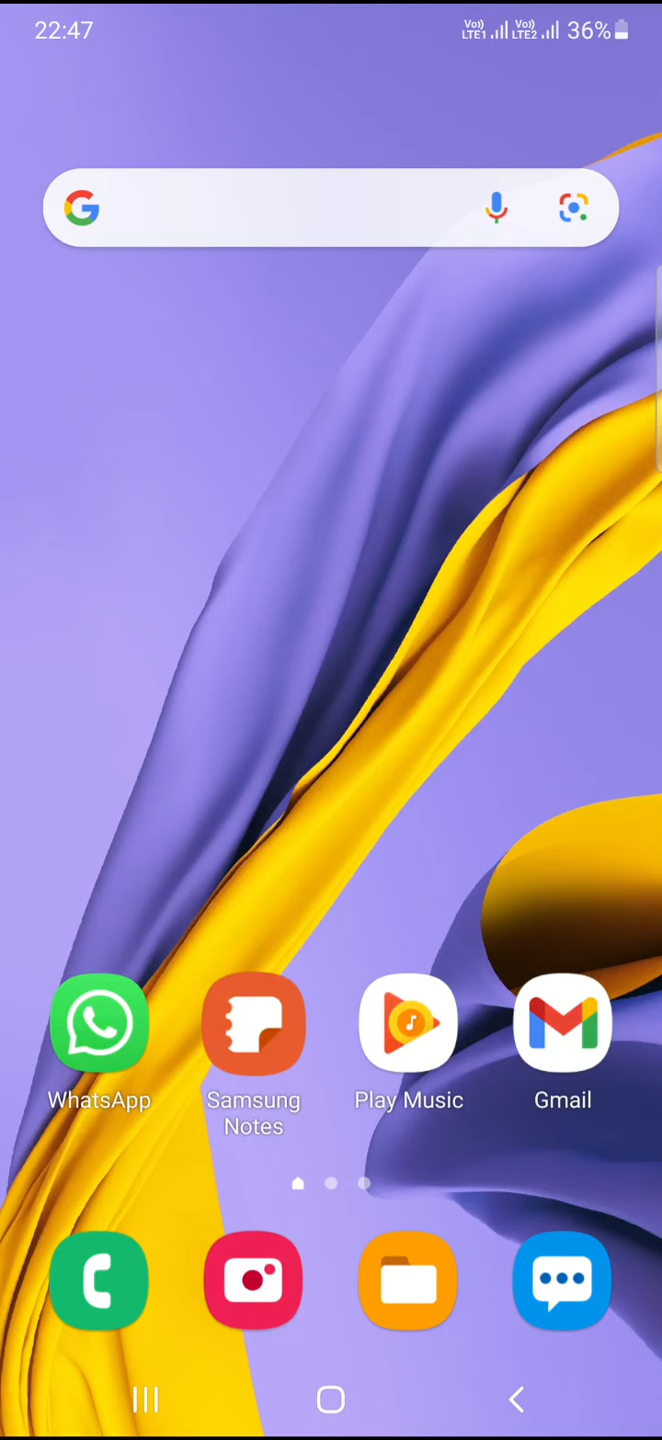 22:47 Vo)) LTE1 Vo)) LTE2 36%
WhatsApp
Samsung
Notes
Play Music
Gmail